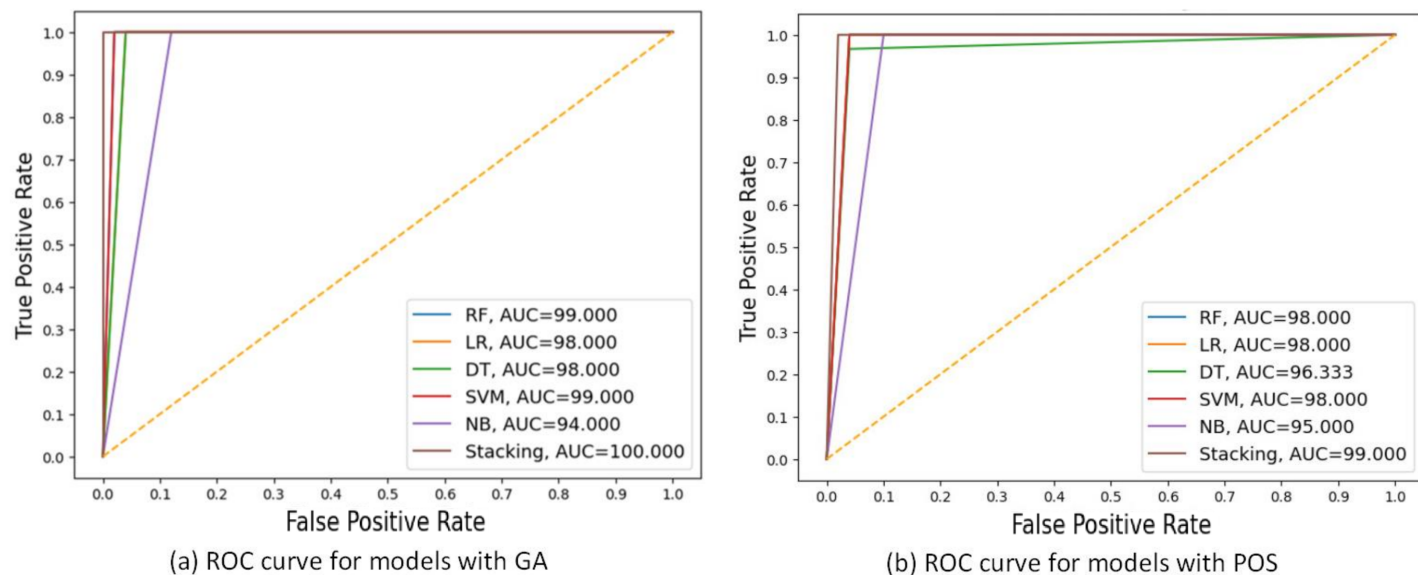 True Positive Rate
1.0
0.9
0.8
0.7
0.6
0.5
0.4
0.3
0.2
0.1
0.0
RF, AUC=99.000
LR, AUC=98.000
DT, AUC=98.000
SVM, AUC=99.000
NB, AUC=94.000
Stacking, AUC=100.000
0.0 0.1 0.2 0.3 0.4 0.5 0.6 0.7 0.8 0.9 1.0
False Positive Rate
(a) ROC curve for models with GA
True Positive Rate
1.0
0.9
0.8
0.7
0.6
0.5
0.4
0.3
0.2
0.1
0.0
RF, AUC=98.000
LR, AUC=98.000
DT, AUC=96.333
SVM, AUC=98.000
NB, AUC=95.000
Stacking, AUC=99.000
0.0 0.1 0.2 0.3 0.4 0.5 0.6 0.7 0.8 0.9 1.0
False Positive Rate
(b) ROC curve for models with POS